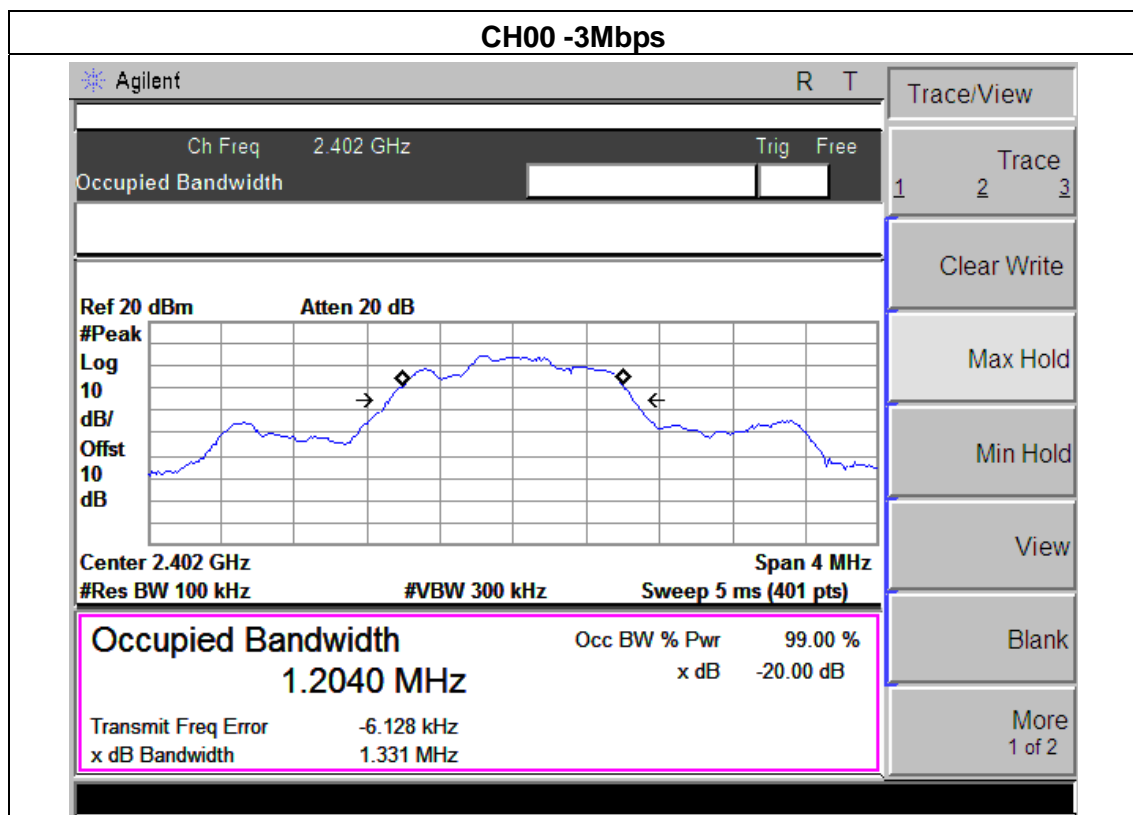 CH00 -3Mbps
Agilent R T
Ch Freq 2.402 GHz Trig Free
Occupied Bandwidth
Ref 20 dBm Atten 20 dB
#Peak
Log
10
dB/
Offst
10
dB
Center 2.402 GHz Span 4 MHz
#Res BW 100 kHz #VBW 300 kHz Sweep 5 ms (401 pts)
Occupied Bandwidth Occ BW % Pwr 99.00 %
1.2040 MHz x dB -20.00 dB
Transmit Freq Error -6.128 kHz
x dB Bandwidth 1.331 MHz
Trace/View
Trace
1 2 3
Clear Write
Max Hold
Min Hold
View
Blank
More
1 of 2